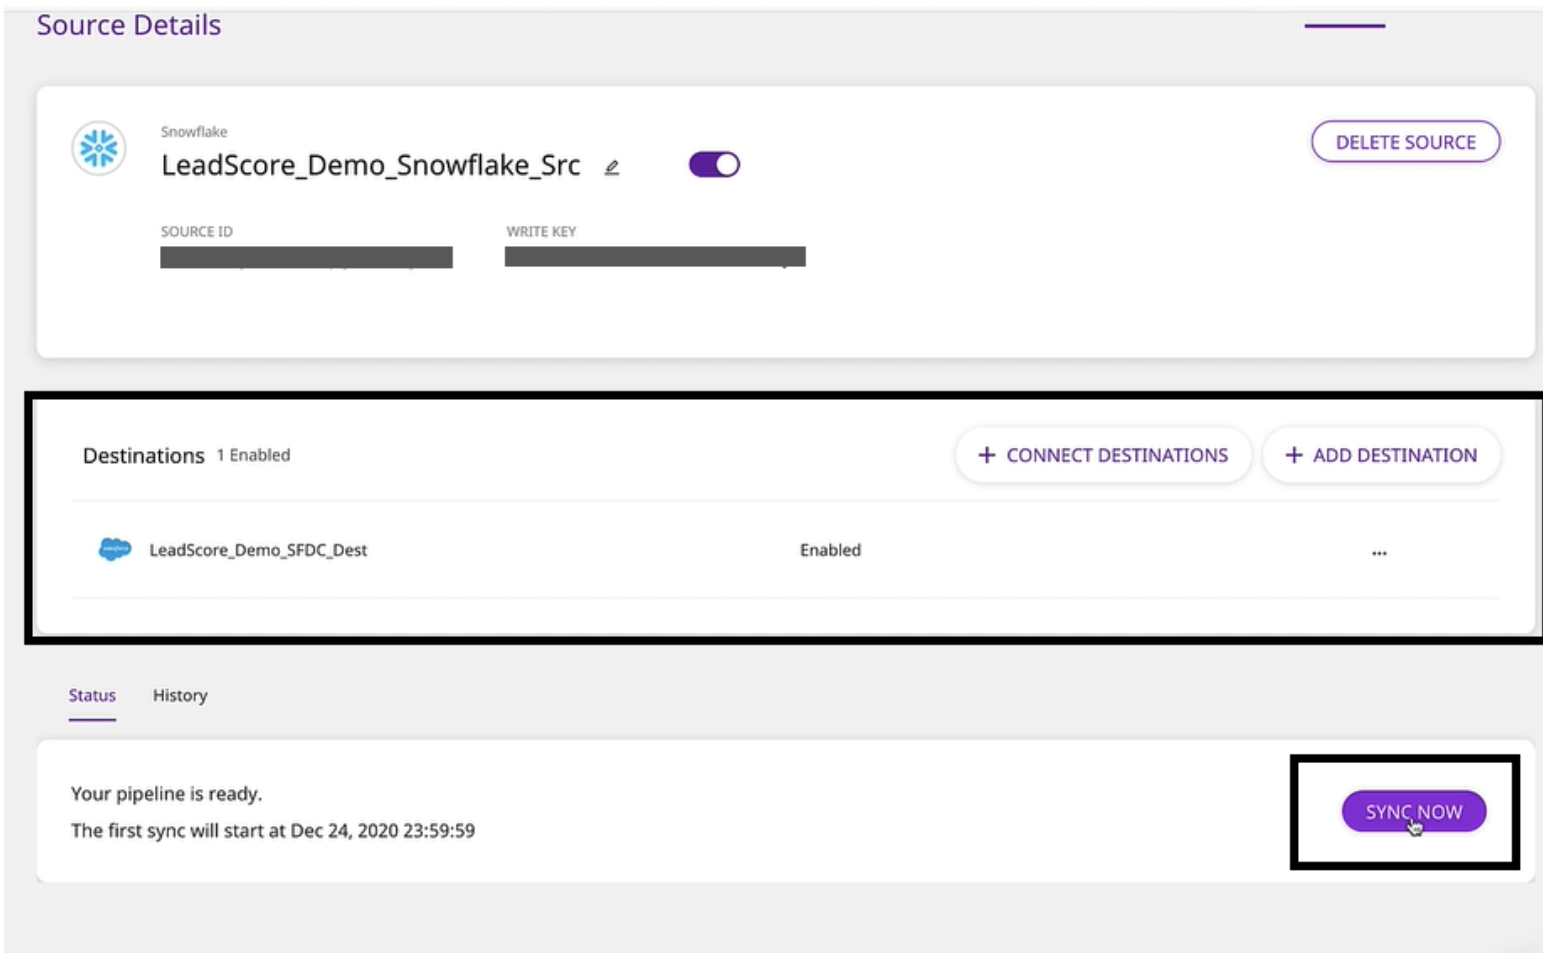 Source Details
Snowflake
LeadScore_Demo_Snowflake_Src
DELETE SOURCE
SOURCE ID
WRITE KEY
Destinations 1 Enabled
+ CONNECT DESTINATIONS
+ ADD DESTINATION
LeadScore_Demo_SFDC_Dest
Enabled
...
Status
History
Your pipeline is ready.
The first sync will start at Dec 24, 2020 23:59:59
SYNC NOW